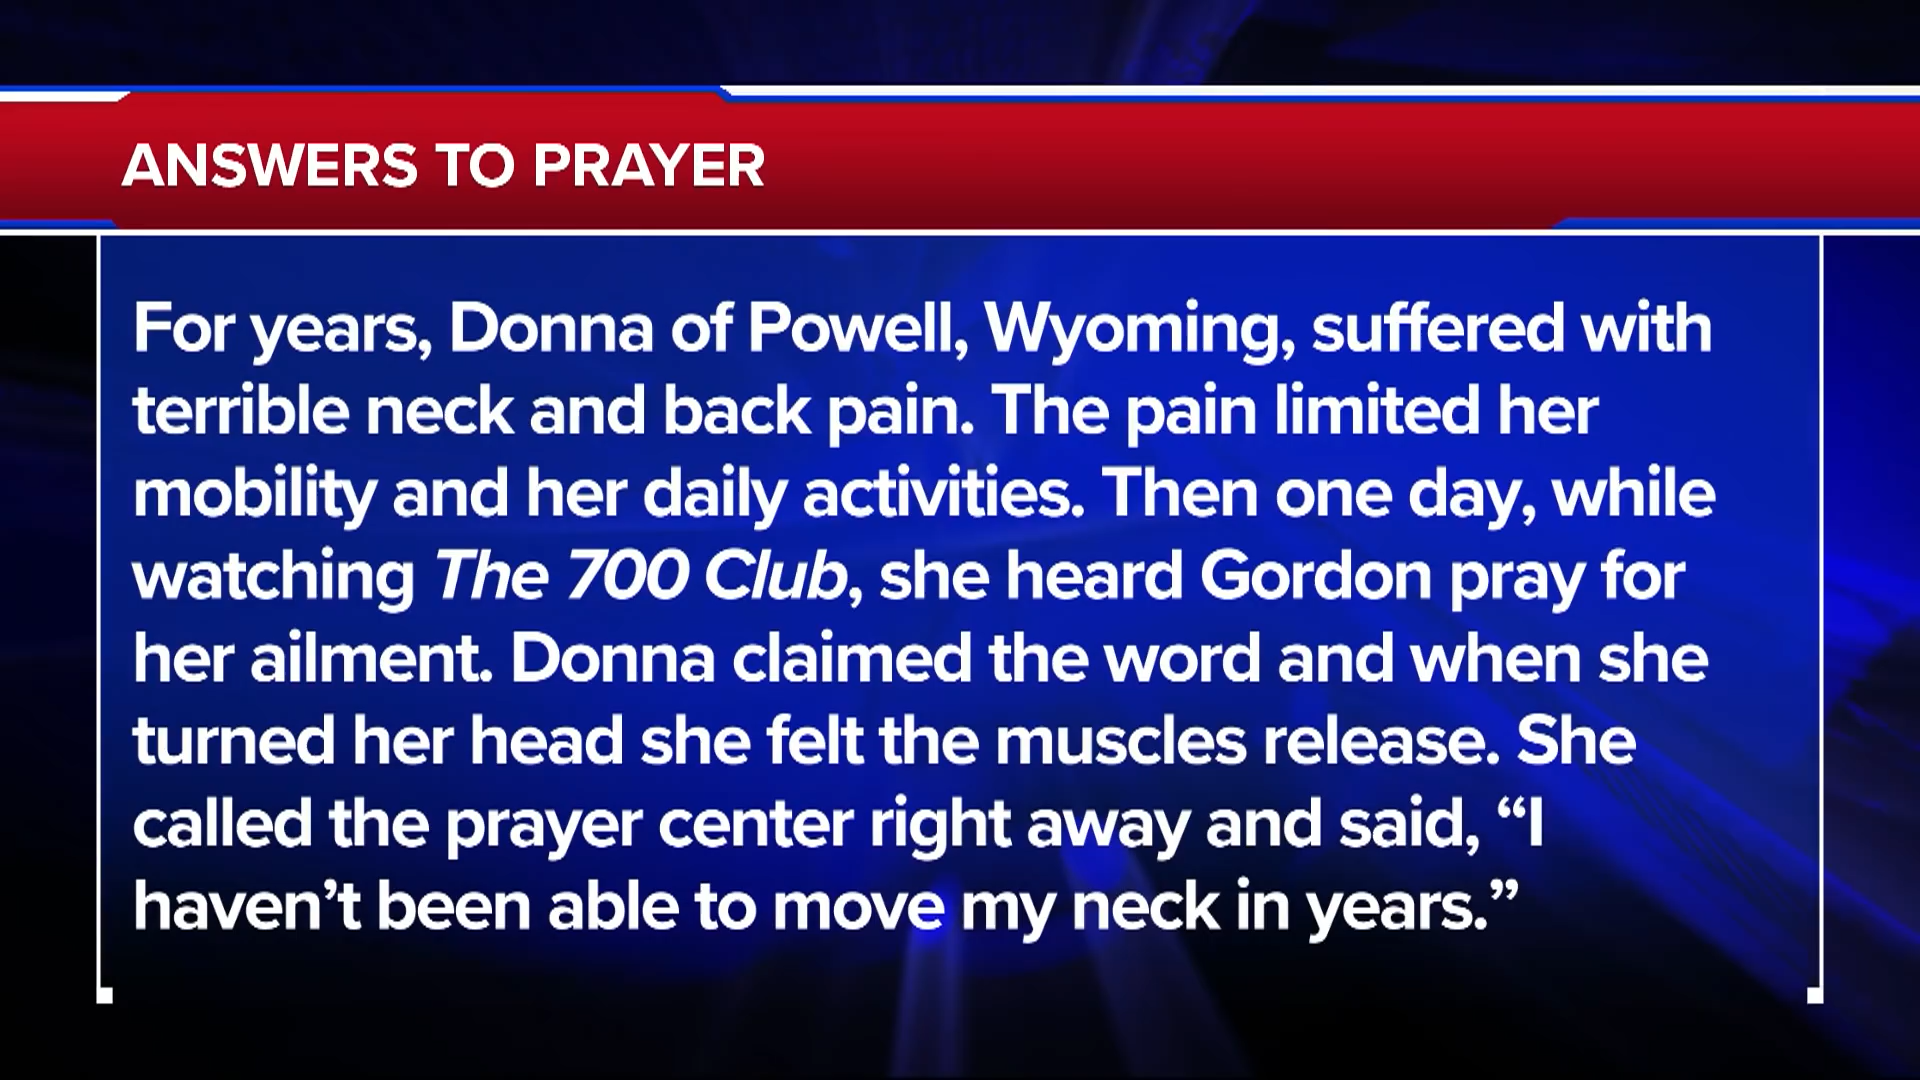 ANSWERS TO PRAYER
For years, Donna of Powell, Wyoming, suffered with
terrible neck and back pain. The pain limited her
mobility and her daily activities. Then one day, while
watching The 700 Club, she heard Gordon pray for
her ailment. Donna claimed the word and when she
turned her head she felt the muscles release. She
called the prayer center right away and said, “I
haven’t been able to move my neck in years.”